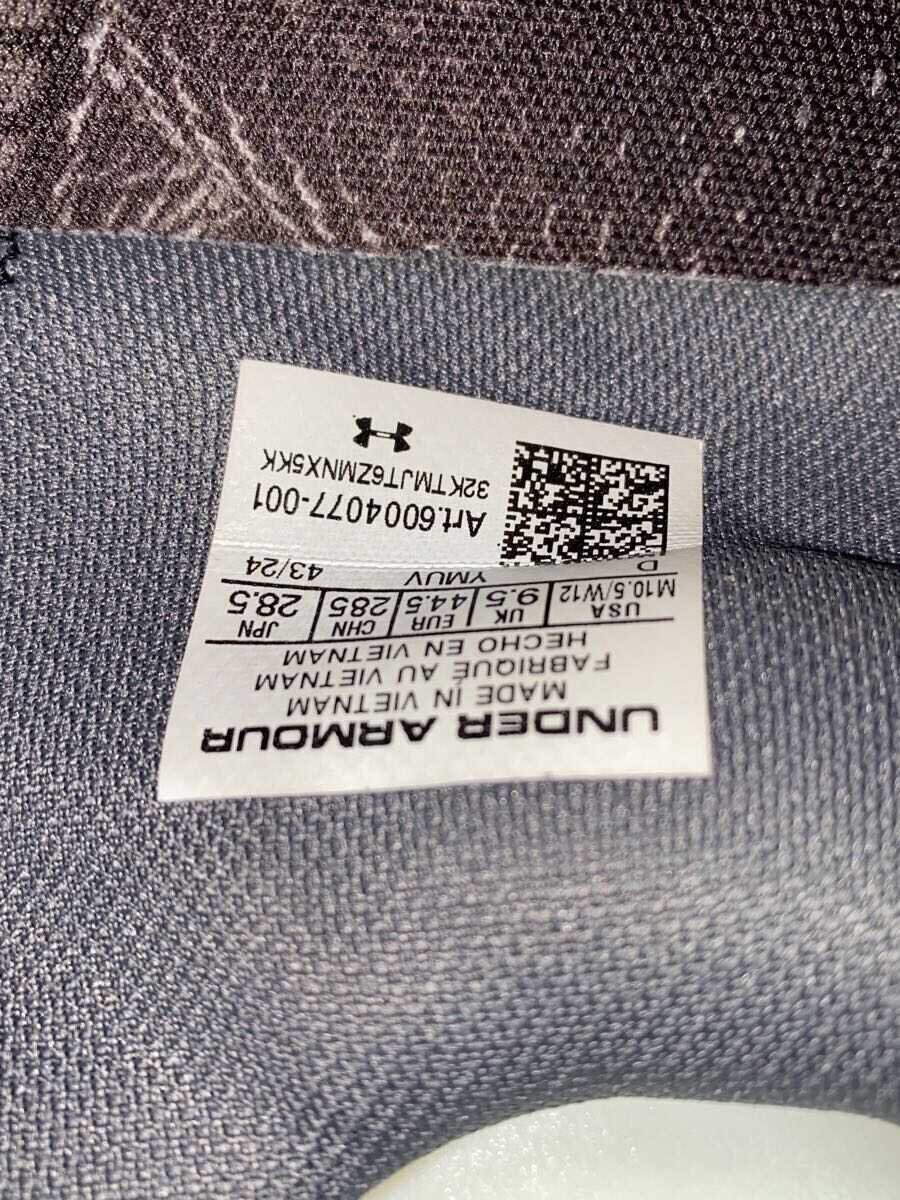 UNDER ARMOUR
MADE IN VIETNAM
FABRIQUÉ AU VIETNAM
HECHO EN VIETNAM
USA UK EUR CHN JPN
M10.5/W12 9.5 44.5 285 28.5
D YMUV 43/24
Art.6004077-001
32KTMJT6ZMNX5KK